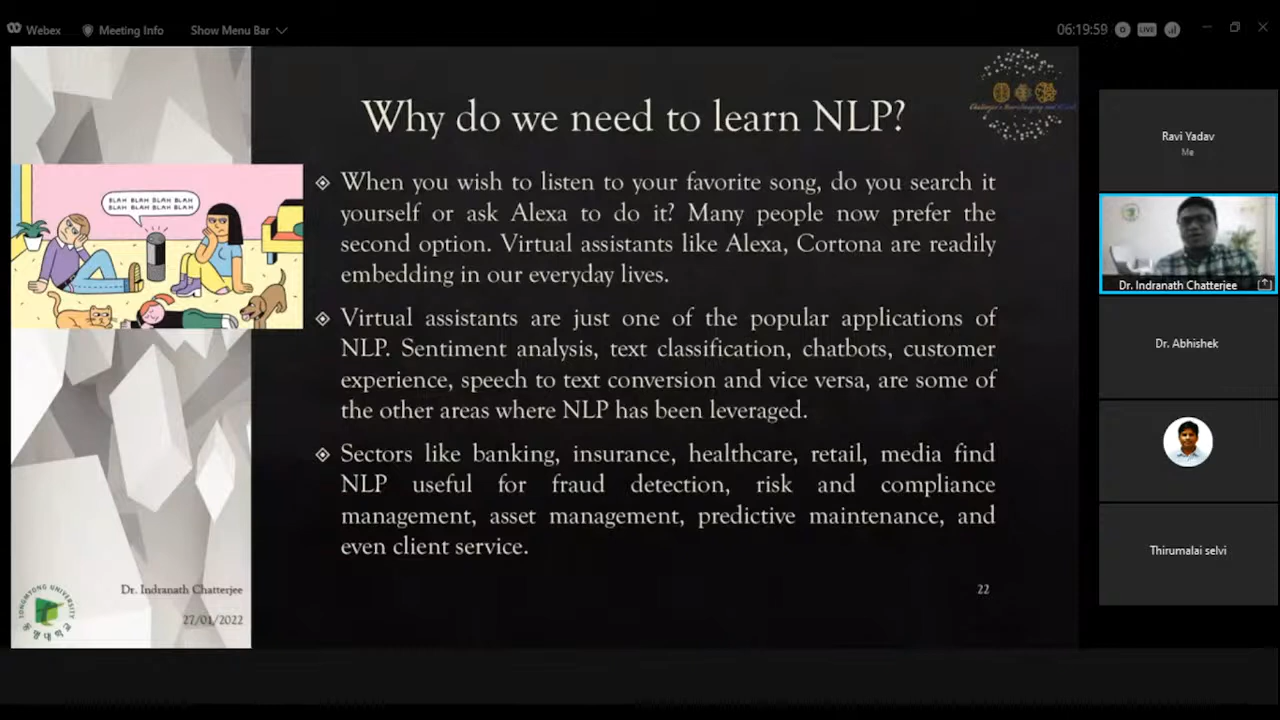 Webex
Meeting Info
Show Menu Bar
06:19:59
LIVE
Why do we need to learn NLP?
When you wish to listen to your favorite song, do you search it
yourself or ask Alexa to do it? Many people now prefer the
second option. Virtual assistants like Alexa, Cortona are readily
embedding in our everyday lives.
Virtual assistants are just one of the popular applications of
NLP. Sentiment analysis, text classification, chatbots, customer
experience, speech to text conversion and vice versa, are some of
the other areas where NLP has been leveraged.
Sectors like banking, insurance, healthcare, retail, media find
NLP useful for fraud detection, risk and compliance
management, asset management, predictive maintenance, and
even client service.
BLAH BLAH BLAH BLAH
BLAH BLAH BLAH BLAH
Dr. Indranath Chatterjee
27/01/2022
TONGMYONG UNIVERSITY
동명대학교
22
Ravi Yadav
Me
Dr. Indranath Chatterjee
Dr. Abhishek
Thirumalai selvi